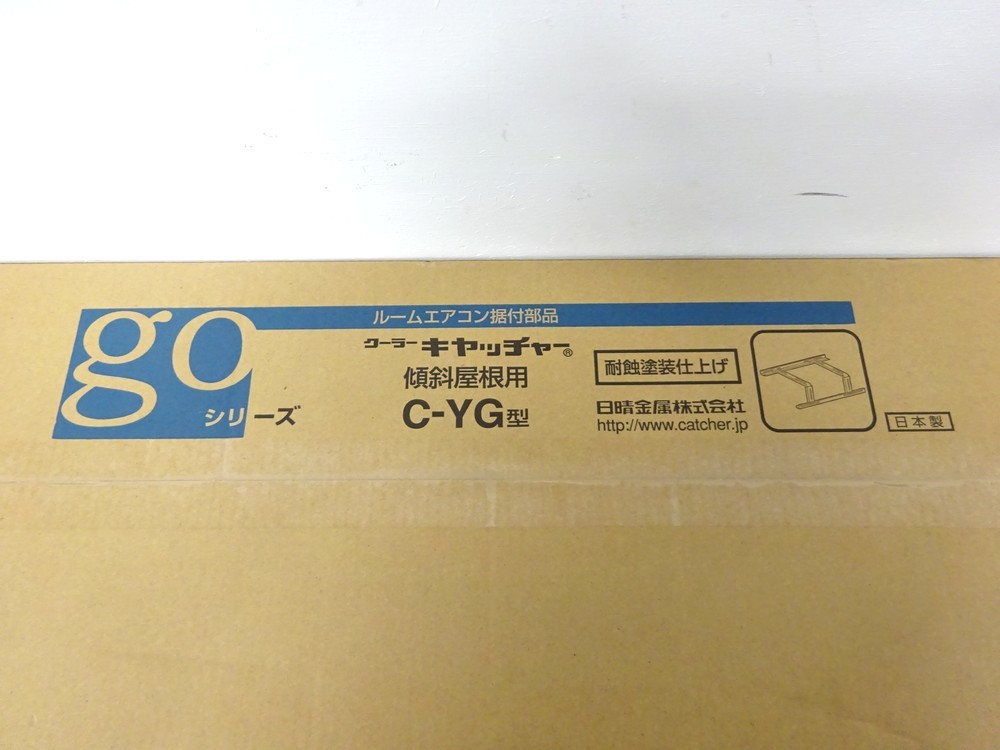 go
シリーズ
ルームエアコン据付部品
クーラーキャッチャー®
傾斜屋根用
C-YG型
耐蝕塗装仕上げ
日晴金属株式会社
http://www.catcher.jp
日本製